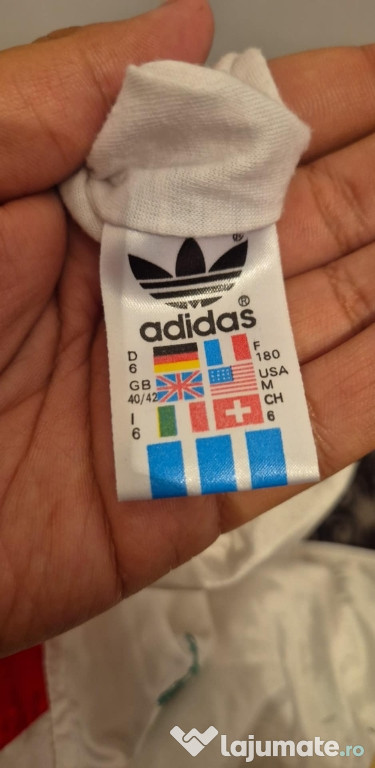 ®
adidas®
D F
6 180
GB USA
40/42 M
I CH
6 6
lajumate.ro